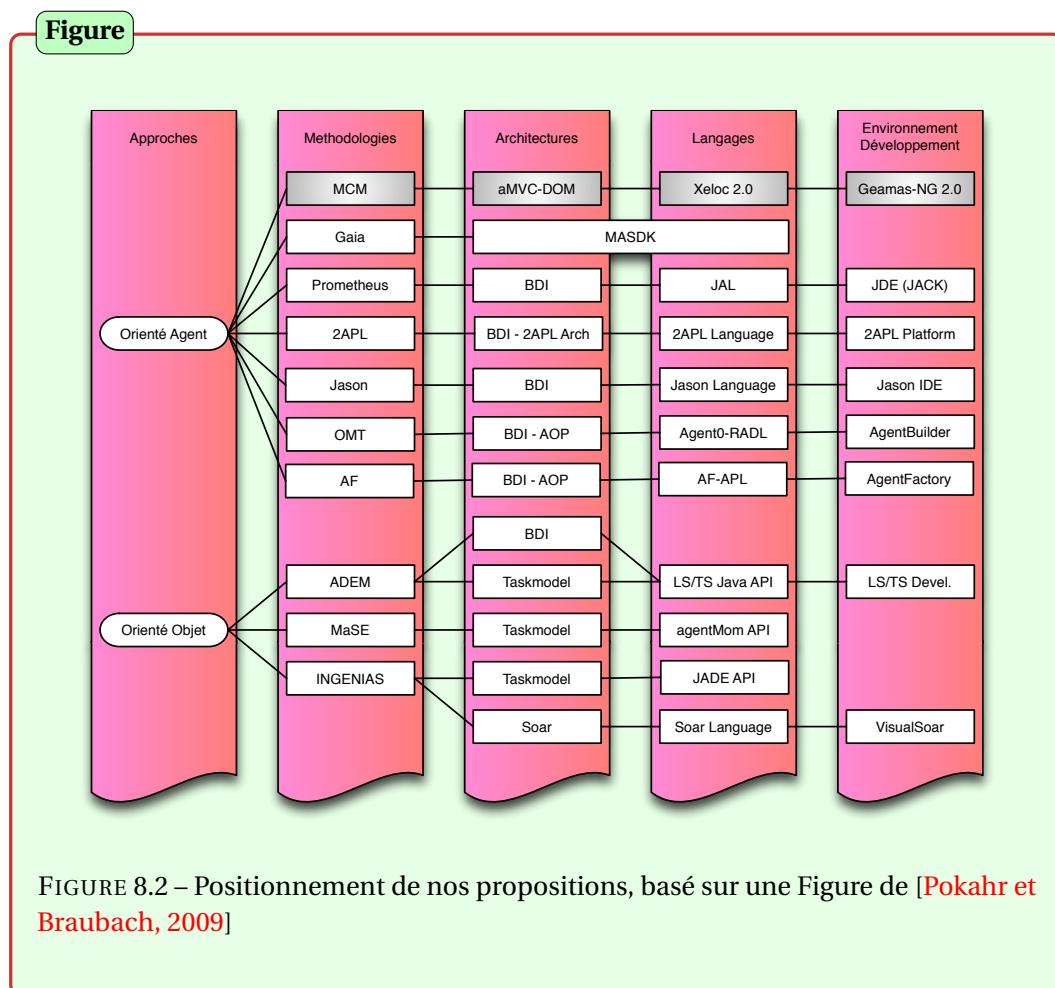 Figure
Approches
Methodologies
Architectures
Langages
Environnement
Développement
MCM
aMVC-DOM
Xeloc 2.0
Geamas-NG 2.0
Gaia
MASDK
Prometheus
BDI
JAL
JDE (JACK)
Orienté Agent
2APL
BDI - 2APL Arch
2APL Language
2APL Platform
Jason
BDI
Jason Language
Jason IDE
OMT
BDI - AOP
Agent0-RADL
AgentBuilder
AF
BDI - AOP
AF-APL
AgentFactory
BDI
ADEM
Taskmodel
LS/TS Java API
LS/TS Devel.
Orienté Objet
MaSE
Taskmodel
agentMom API
INGENIAS
Taskmodel
JADE API
Soar
Soar Language
VisualSoar
FIGURE 8.2 – Positionnement de nos propositions, basé sur une Figure de [Pokahr et
Braubach, 2009]